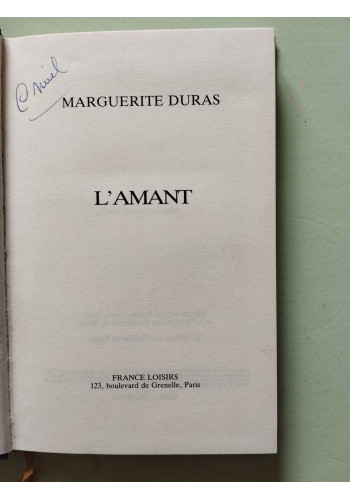 MARGUERITE DURAS
L'AMANT
FRANCE LOISIRS
123, boulevard de Grenelle, Paris